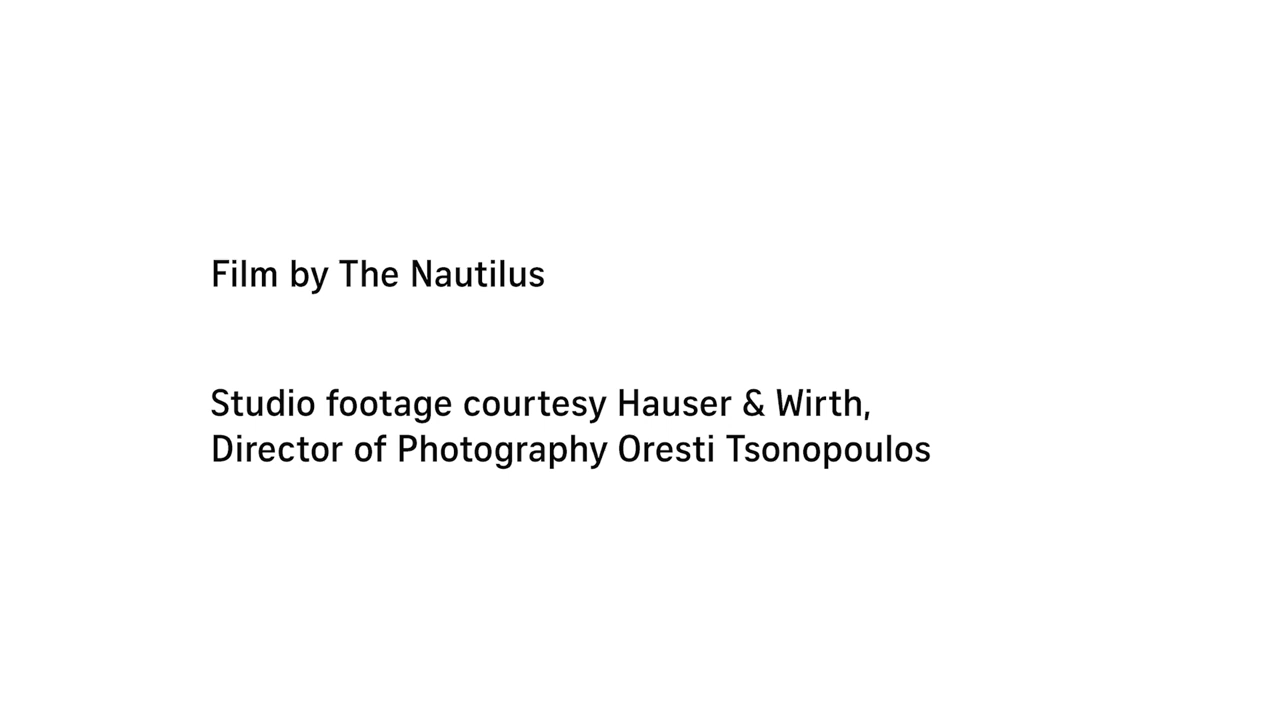 Film by The Nautilus
Studio footage courtesy Hauser & Wirth,
Director of Photography Oresti Tsonopoulos